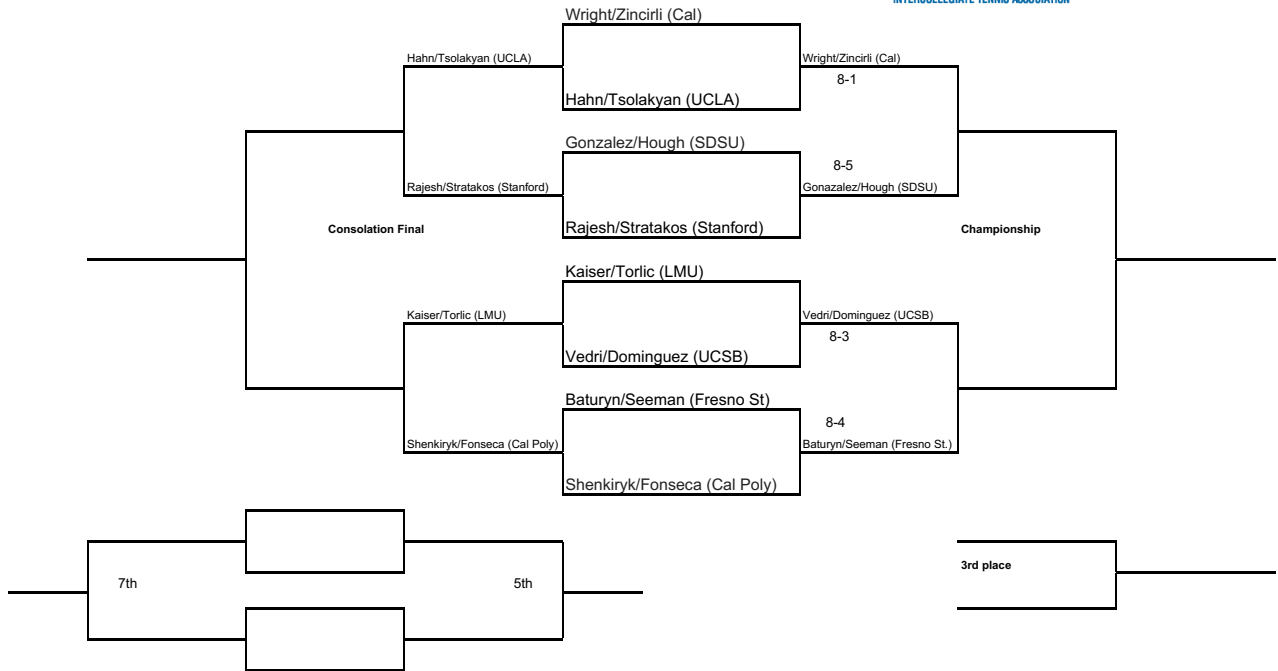 INTERCOLLEGIATE TENNIS ASSOCIATION
Wright/Zincirli (Cal)
Hahn/Tsolakyan (UCLA)
Wright/Zincirli (Cal)
8-1
Hahn/Tsolakyan (UCLA)
Gonzalez/Hough (SDSU)
8-5
Rajesh/Stratakos (Stanford)
Gonazalez/Hough (SDSU)
Consolation Final
Rajesh/Stratakos (Stanford)
Championship
Kaiser/Torlic (LMU)
Kaiser/Torlic (LMU)
Vedri/Dominguez (UCSB)
8-3
Vedri/Dominguez (UCSB)
Baturyn/Seeman (Fresno St)
8-4
Shenkiryk/Fonseca (Cal Poly)
Baturyn/Seeman (Fresno St.)
Shenkiryk/Fonseca (Cal Poly)
3rd place
7th
5th